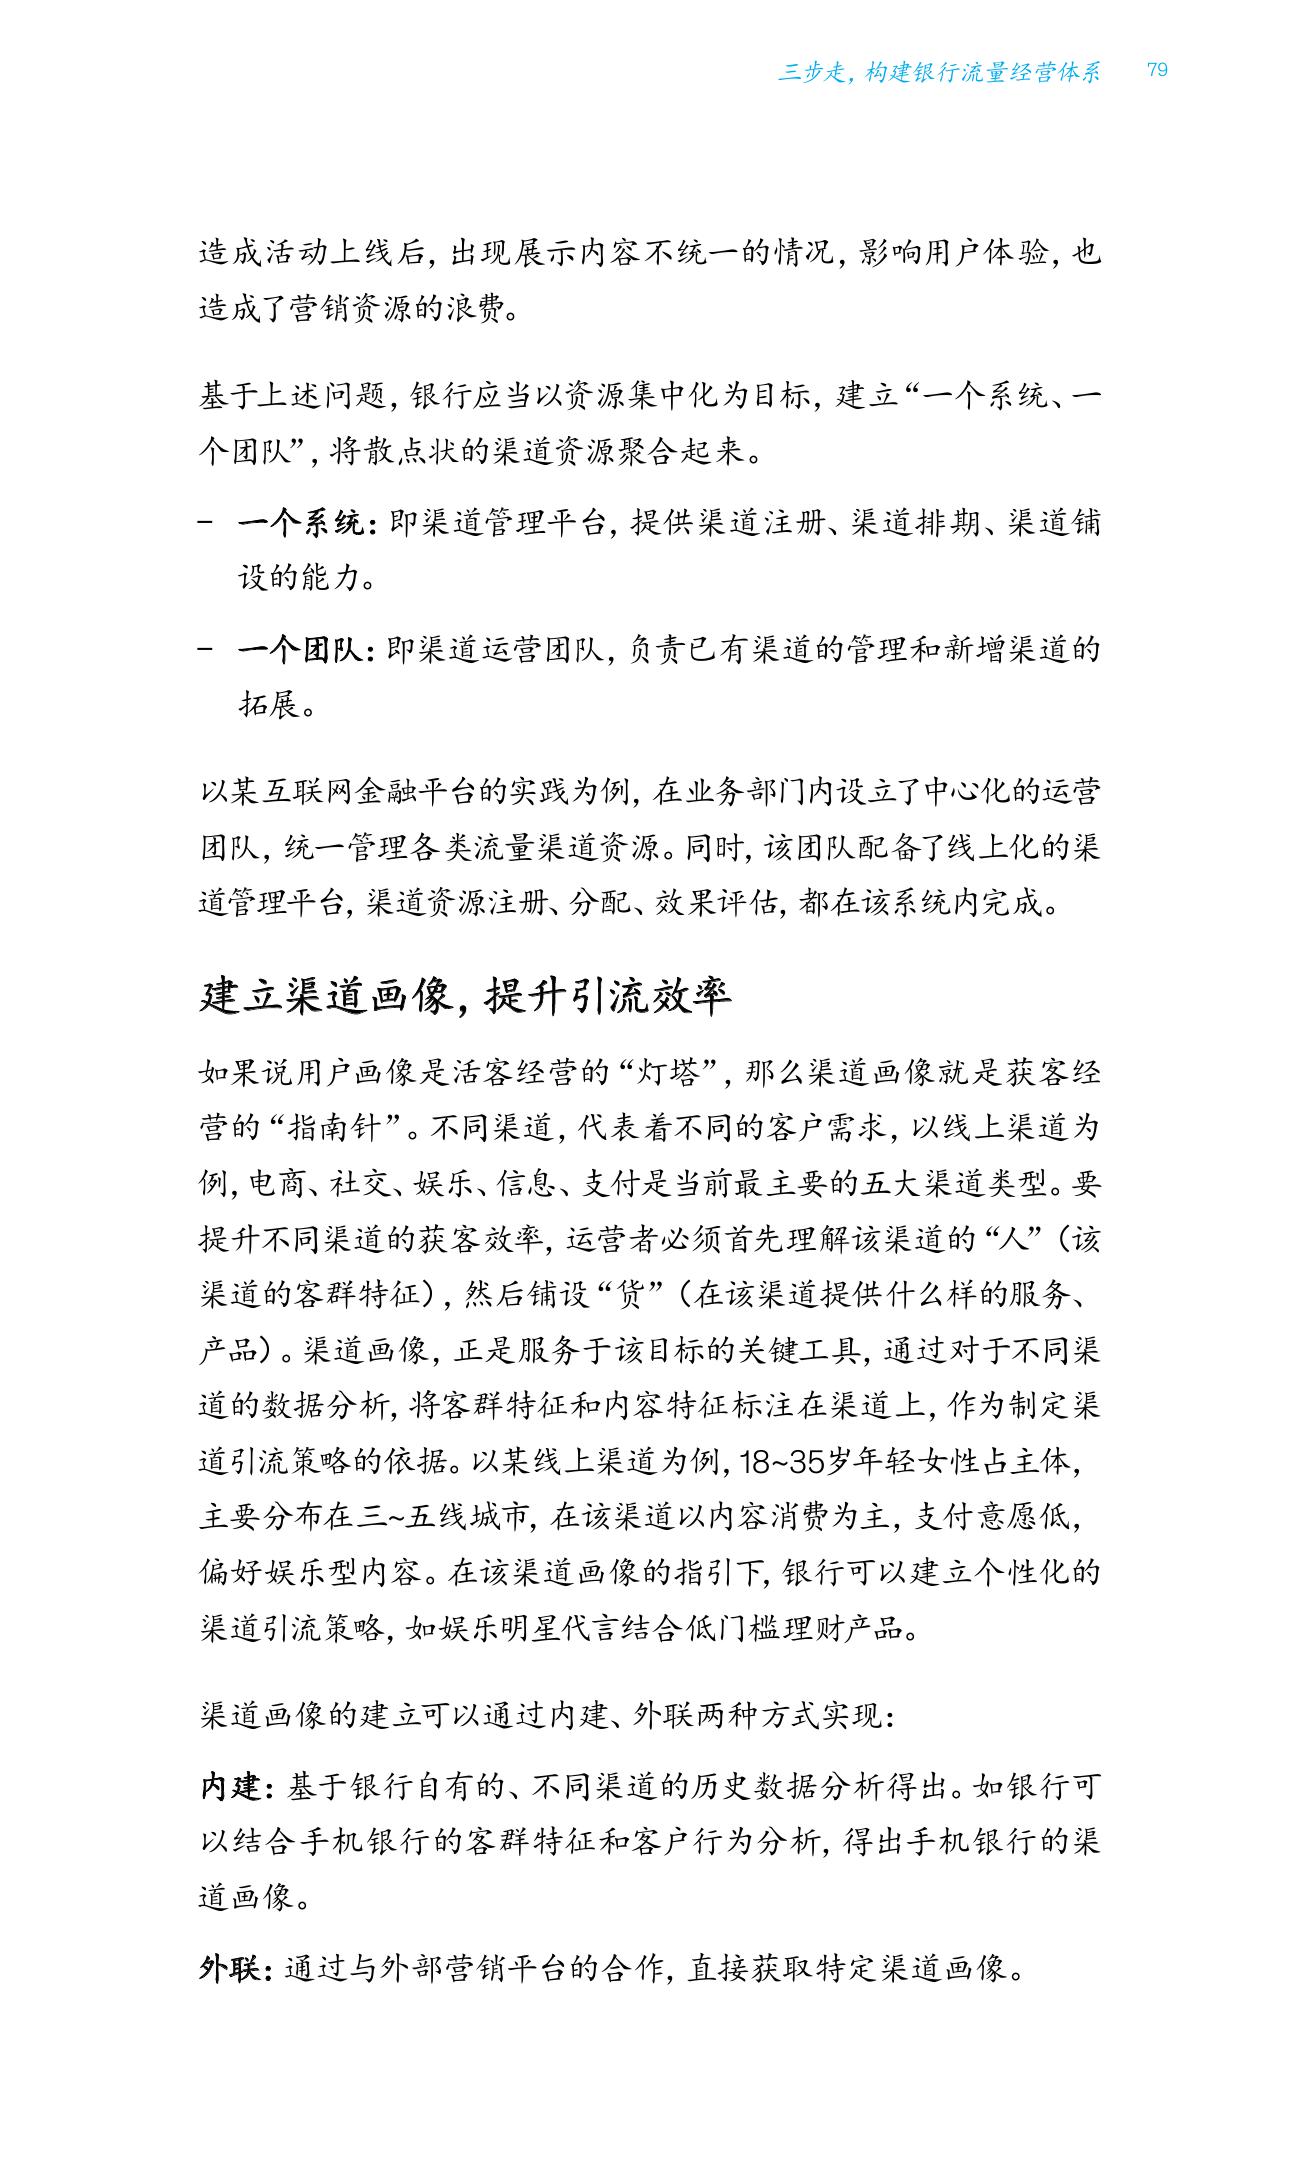 三步走，构建银行流量经营体系 79
造成活动上线后，出现展示内容不统一的情况，影响用户体验，也
造成了营销资源的浪费。
基于上述问题，银行应当以资源集中化为目标，建立“一个系统、一
个团队”，将散点状的渠道资源聚合起来。
– 一个系统：即渠道管理平台，提供渠道注册、渠道排期、渠道铺
设的能力。
– 一个团队：即渠道运营团队，负责已有渠道的管理和新增渠道的
拓展。
以某互联网金融平台的实践为例，在业务部门内设立了中心化的运营
团队，统一管理各类流量渠道资源。同时，该团队配备了线上化的渠
道管理平台，渠道资源注册、分配、效果评估，都在该系统内完成。
建立渠道画像，提升引流效率
如果说用户画像是活客经营的“灯塔”，那么渠道画像就是获客经
营的“指南针”。不同渠道，代表着不同的客户需求，以线上渠道为
例，电商、社交、娱乐、信息、支付是当前最主要的五大渠道类型。要
提升不同渠道的获客效率，运营者必须首先理解该渠道的“人”（该
渠道的客群特征），然后铺设“货”（在该渠道提供什么样的服务、
产品）。渠道画像，正是服务于该目标的关键工具，通过对于不同渠
道的数据分析，将客群特征和内容特征标注在渠道上，作为制定渠
道引流策略的依据。以某线上渠道为例，18~35岁年轻女性占主体，
主要分布在三~五线城市，在该渠道以内容消费为主，支付意愿低，
偏好娱乐型内容。在该渠道画像的指引下，银行可以建立个性化的
渠道引流策略，如娱乐明星代言结合低门槛理财产品。
渠道画像的建立可以通过内建、外联两种方式实现：
内建：基于银行自有的、不同渠道的历史数据分析得出。如银行可
以结合手机银行的客群特征和客户行为分析，得出手机银行的渠
道画像。
外联：通过与外部营销平台的合作，直接获取特定渠道画像。